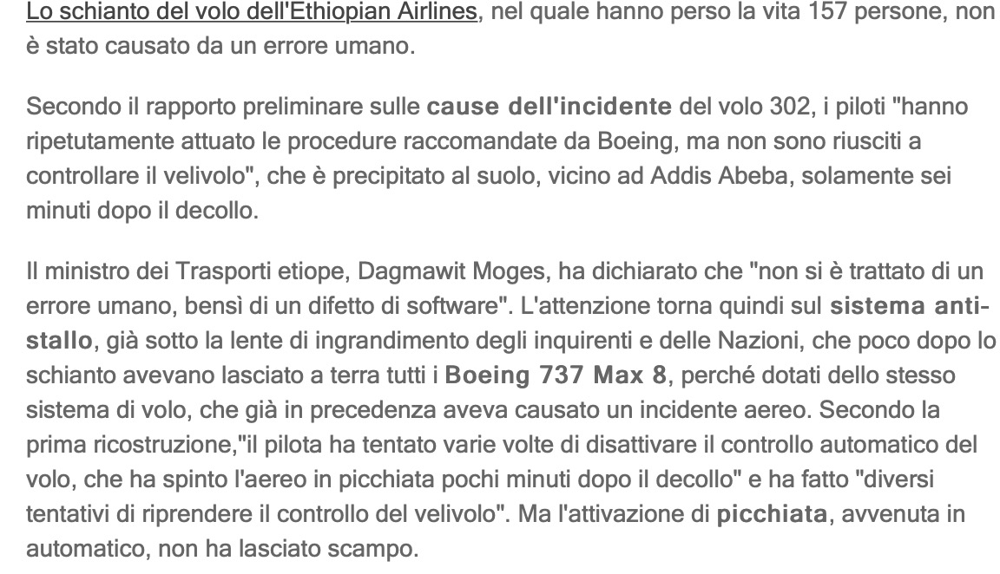 Lo schianto del volo dell'Ethiopian Airlines, nel quale hanno perso la vita 157 persone, non
è stato causato da un errore umano.
Secondo il rapporto preliminare sulle cause dell'incidente del volo 302, i piloti "hanno
ripetutamente attuato le procedure raccomandate da Boeing, ma non sono riusciti a
controllare il velivolo", che è precipitato al suolo, vicino ad Addis Abeba, solamente sei
minuti dopo il decollo.
Il ministro dei Trasporti etiope, Dagmawit Moges, ha dichiarato che "non si è trattato di un
errore umano, bensì di un difetto di software". L'attenzione torna quindi sul sistema anti-
stallo, già sotto la lente di ingrandimento degli inquirenti e delle Nazioni, che poco dopo lo
schianto avevano lasciato a terra tutti i Boeing 737 Max 8, perché dotati dello stesso
sistema di volo, che già in precedenza aveva causato un incidente aereo. Secondo la
prima ricostruzione,"il pilota ha tentato varie volte di disattivare il controllo automatico del
volo, che ha spinto l'aereo in picchiata pochi minuti dopo il decollo" e ha fatto "diversi
tentativi di riprendere il controllo del velivolo". Ma l'attivazione di picchiata, avvenuta in
automatico, non ha lasciato scampo.